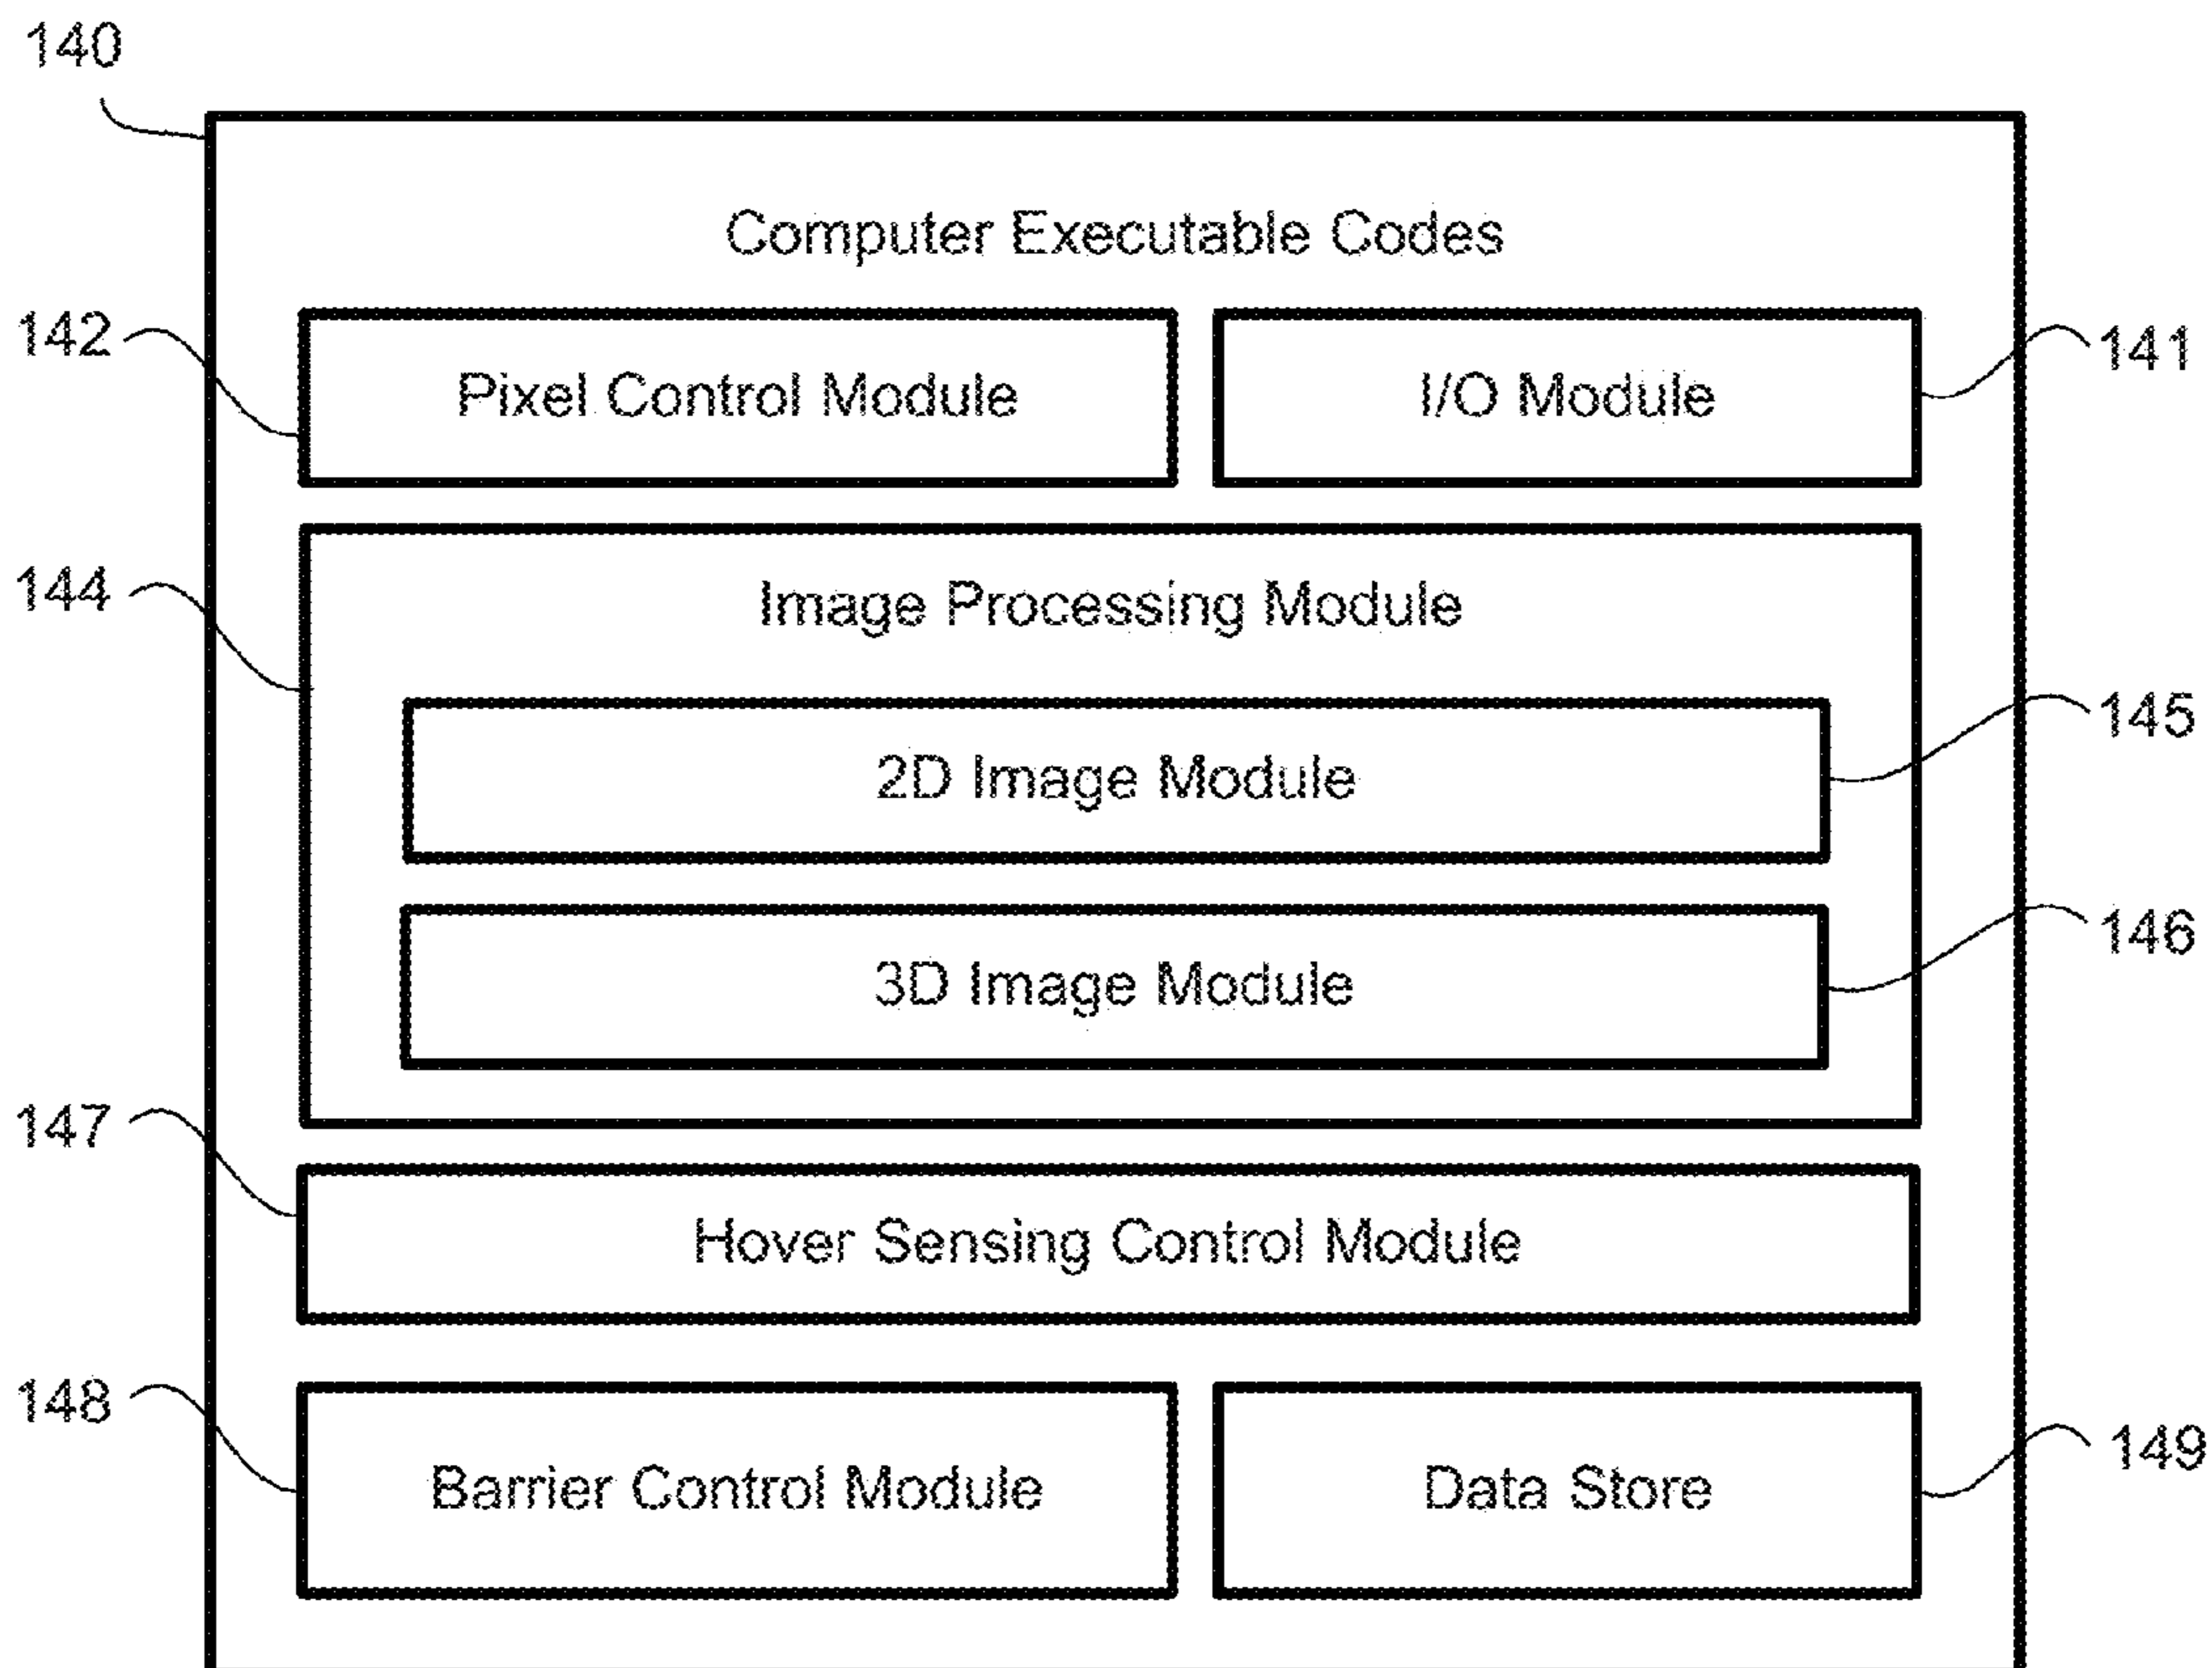 140
Computer Executable Codes
142
Pixel Control Module
I/O Module
141
144
Image Processing Module
2D Image Module
145
3D Image Module
146
147
Hover Sensing Control Module
148
Barrier Control Module
Data Store
149